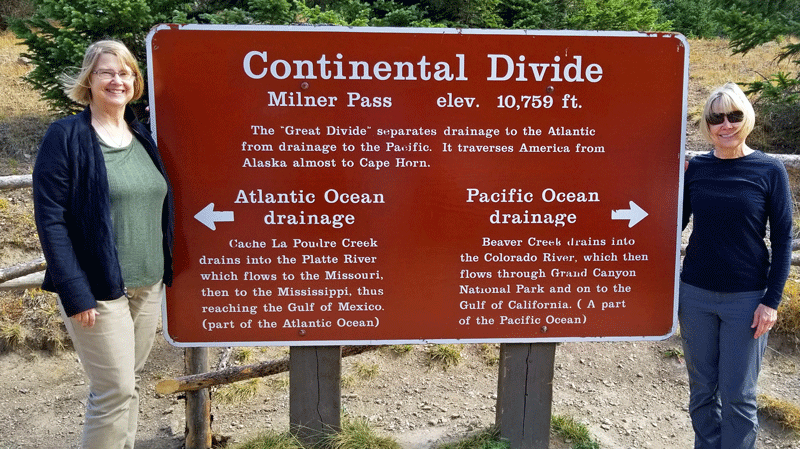 Continental Divide
Milner Pass elev. 10,759 ft.
The "Great Divide" separates drainage to the Atlantic
from drainage to the Pacific. It traverses America from
Alaska almost to Cape Horn.
Atlantic Ocean
drainage
Cache La Poudre Creek
drains into the Platte River
which flows to the Missouri,
then to the Mississippi, thus
reaching the Gulf of Mexico.
(part of the Atlantic Ocean)
Pacific Ocean
drainage
Beaver Creek drains into
the Colorado River, which then
flows through Grand Canyon
National Park and on to the
Gulf of California. ( A part
of the Pacific Ocean)